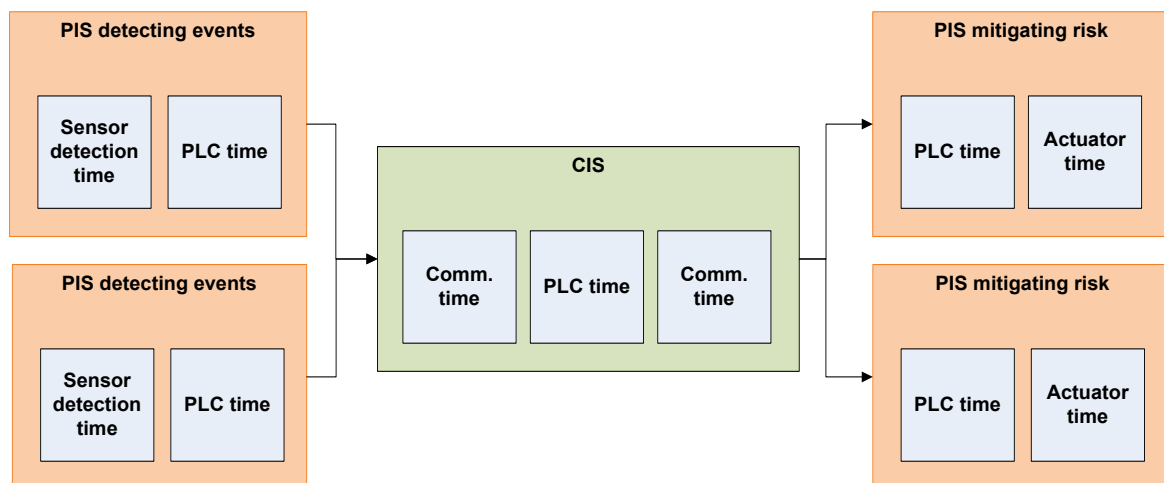 PIS detecting events
Sensor
detection
time
PLC time
PIS detecting events
Sensor
detection
time
PLC time
CIS
Comm.
time
PLC time
Comm.
time
PIS mitigating risk
PLC time
Actuator
time
PIS mitigating risk
PLC time
Actuator
time